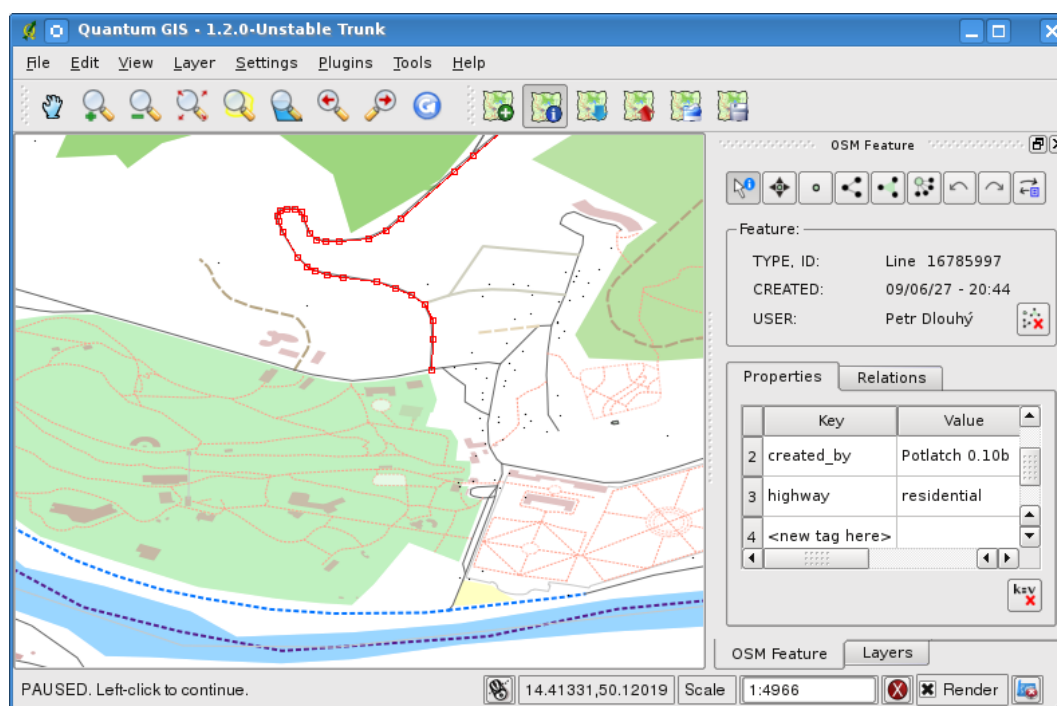 Quantum GIS - 1.2.0-Unstable Trunk
File Edit View Layer Settings Plugins Tools Help
OSM Feature
Feature:
TYPE, ID: Line 16785997
CREATED: 09/06/27 - 20:44
USER: Petr Dlouhý
Properties Relations
Key Value
2 created_by Potlatch 0.10b
3 highway residential
4 <new tag here>
k=v
OSM Feature Layers
PAUSED. Left-click to continue. 14.41331,50.12019 Scale 1:4966 Render